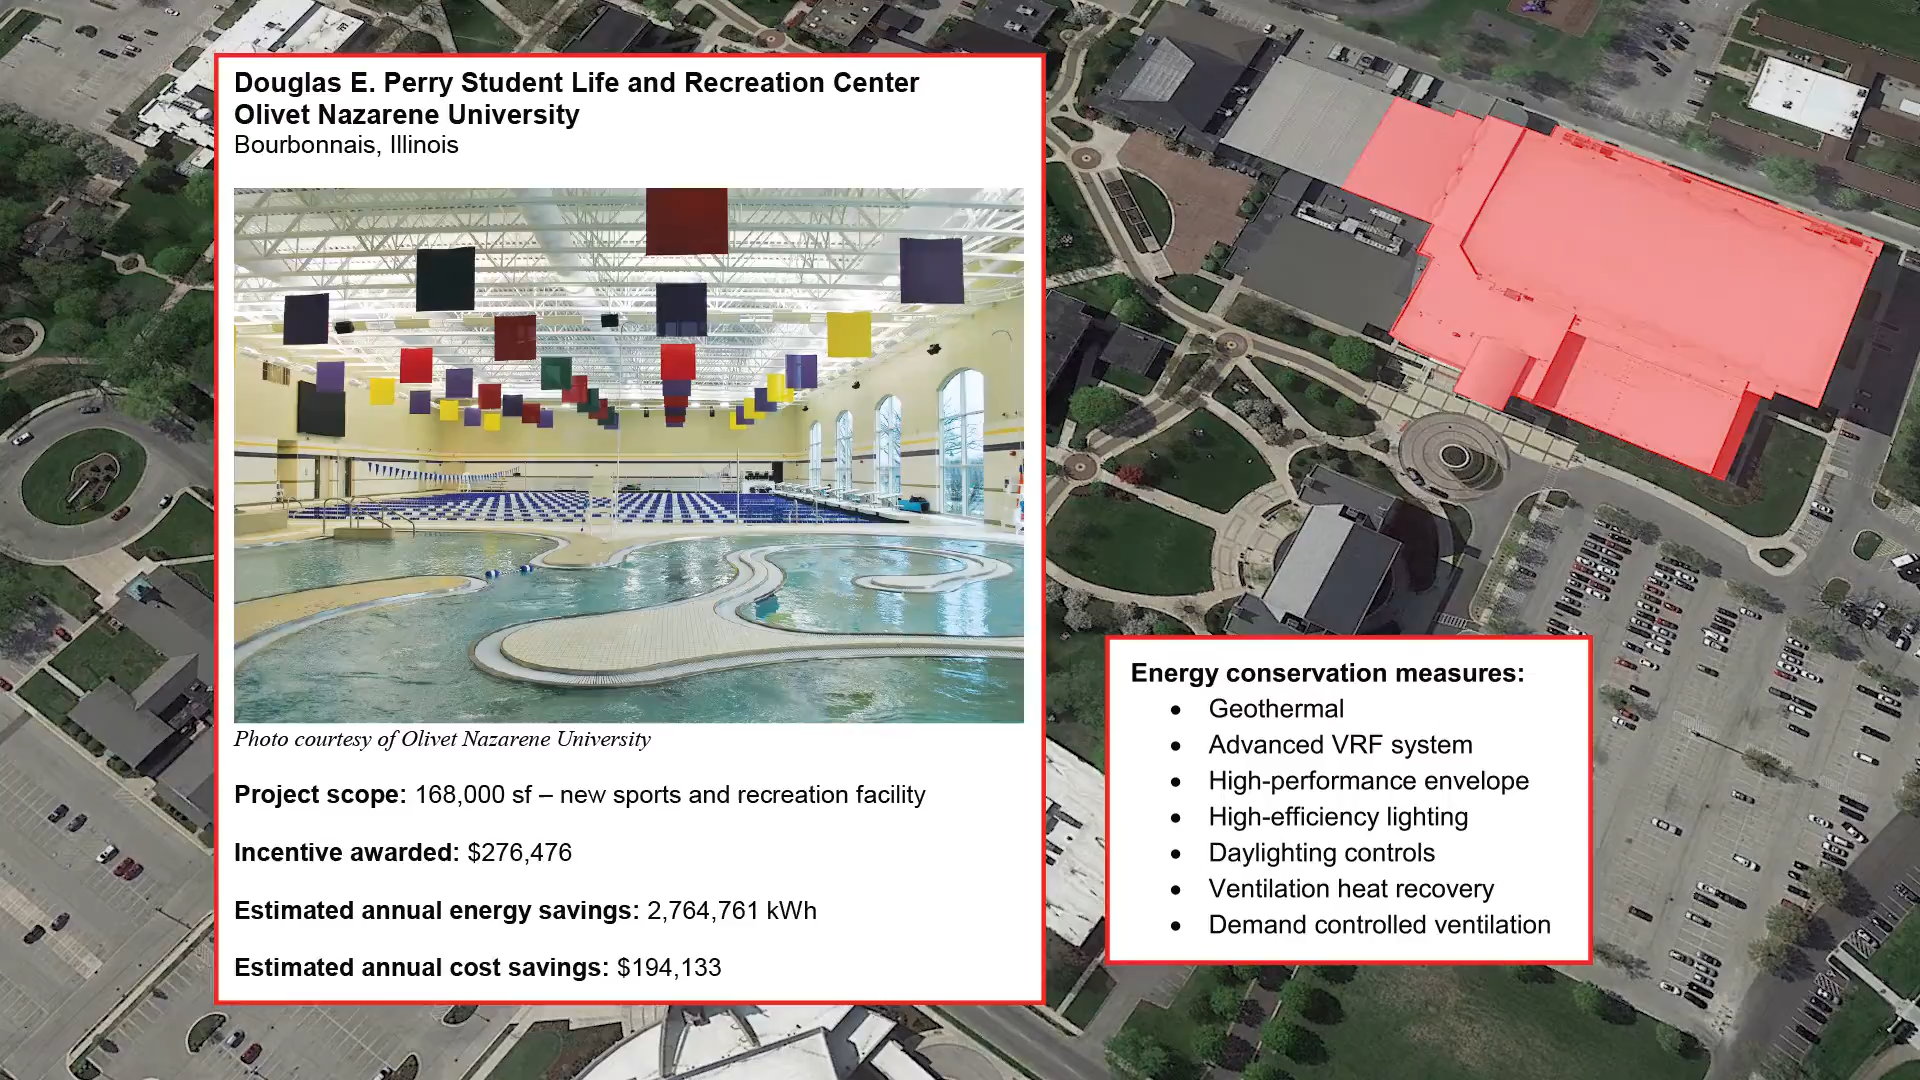 Douglas E. Perry Student Life and Recreation Center
Olivet Nazarene University
Bourbonnais, Illinois
Photo courtesy of Olivet Nazarene University
Project scope: 168,000 sf – new sports and recreation facility
Incentive awarded: $276,476
Estimated annual energy savings: 2,764,761 kWh
Estimated annual cost savings: $194,133
Energy conservation measures:
• Geothermal
• Advanced VRF system
• High-performance envelope
• High-efficiency lighting
• Daylighting controls
• Ventilation heat recovery
• Demand controlled ventilation